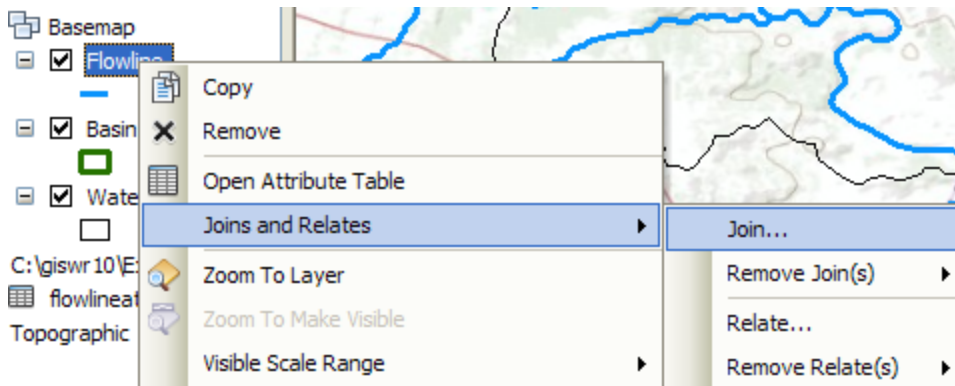 Basemap
Flowline
Copy
Basin
Remove
Open Attribute Table
Wate
Joins and Relates
Join...
C:\giswr10\E
Zoom To Layer
Remove Join(s)
flowlineat
Zoom To Make Visible
Relate...
Topographic
Visible Scale Range
Remove Relate(s)